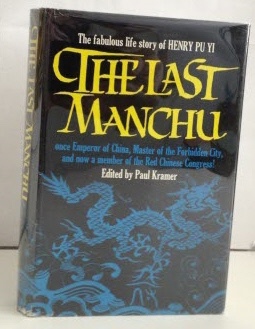 The fabulous life story of HENRY PU YI
THE LAST
MANCHU
once Emperor of China, Master of the Forbidden City,
and now a member of the Red Chinese Congress!
Edited by Paul Kramer
THE LAST MANCHU